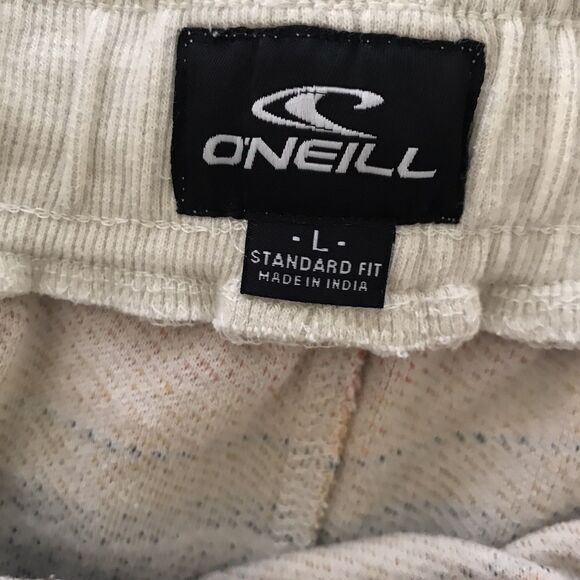 O'NEILL
- L -
STANDARD FIT
MADE IN INDIA